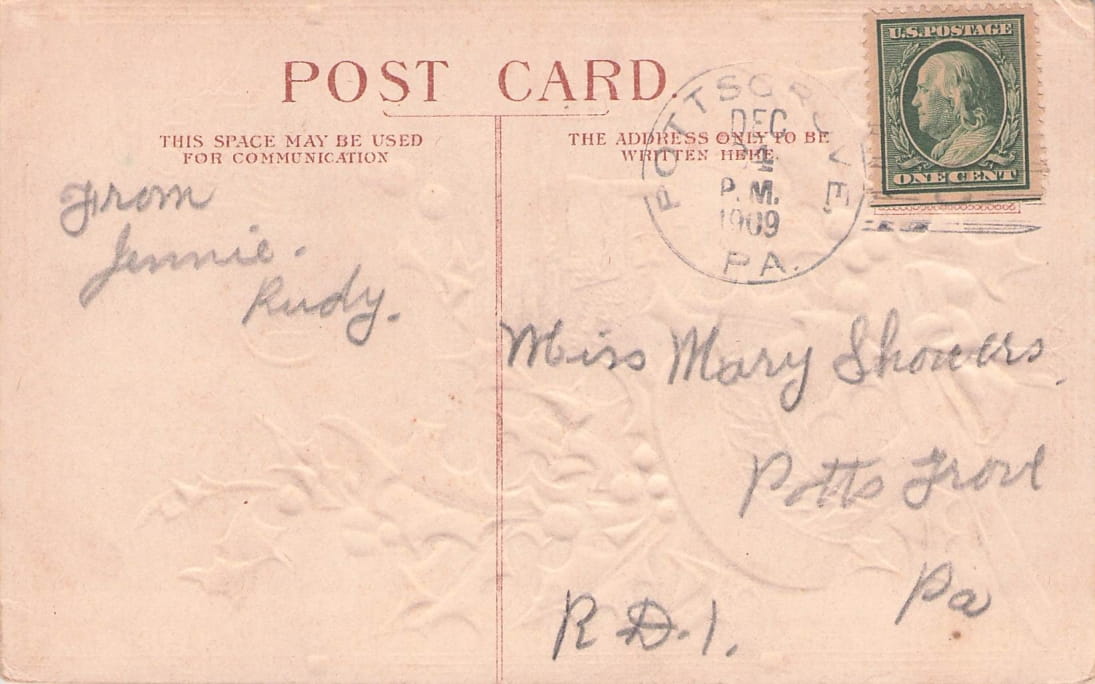 POST CARD.
THIS SPACE MAY BE USED
FOR COMMUNICATION
THE ADDRESS ONLY TO BE
WRITTEN HERE.
U.S. POSTAGE
ONE CENT
POTTSGROVE,
DEC
P.M.
1909
PA.
From
Jennie.
Rudy.
Miss Mary Showers.
Potts Grove
Pa
R.D.1.